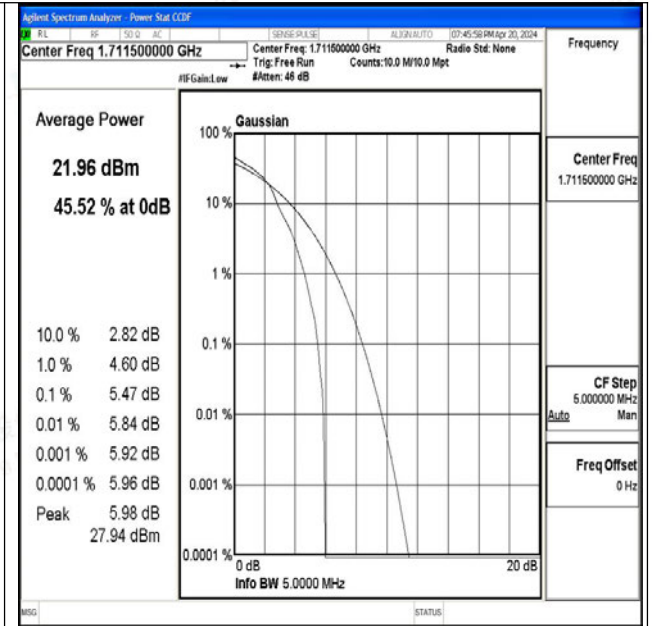 Agilent Spectrum Analyzer - Power Stat CCDF
RL RF 50 Ω AC SENSE:PULSE ALIGN AUTO 07:45:58 PM Apr 20, 2024
Center Freq 1.711500000 GHz
Center Freq: 1.711500000 GHz Radio Std: None
Trig: Free Run Counts:10.0 M/10.0 Mpt
#IFGain:Low #Atten: 46 dB
Frequency
Average Power
21.96 dBm
45.52 % at 0dB
10.0 % 2.82 dB
1.0 % 4.60 dB
0.1 % 5.47 dB
0.01 % 5.84 dB
0.001 % 5.92 dB
0.0001 % 5.96 dB
Peak 5.98 dB
27.94 dBm
Gaussian
100 %
10 %
1 %
0.1 %
0.01 %
0.001 %
0.0001 %
0 dB 20 dB
Info BW 5.0000 MHz
Center Freq
1.711500000 GHz
CF Step
5.000000 MHz
Auto Man
Freq Offset
0 Hz
MSG STATUS